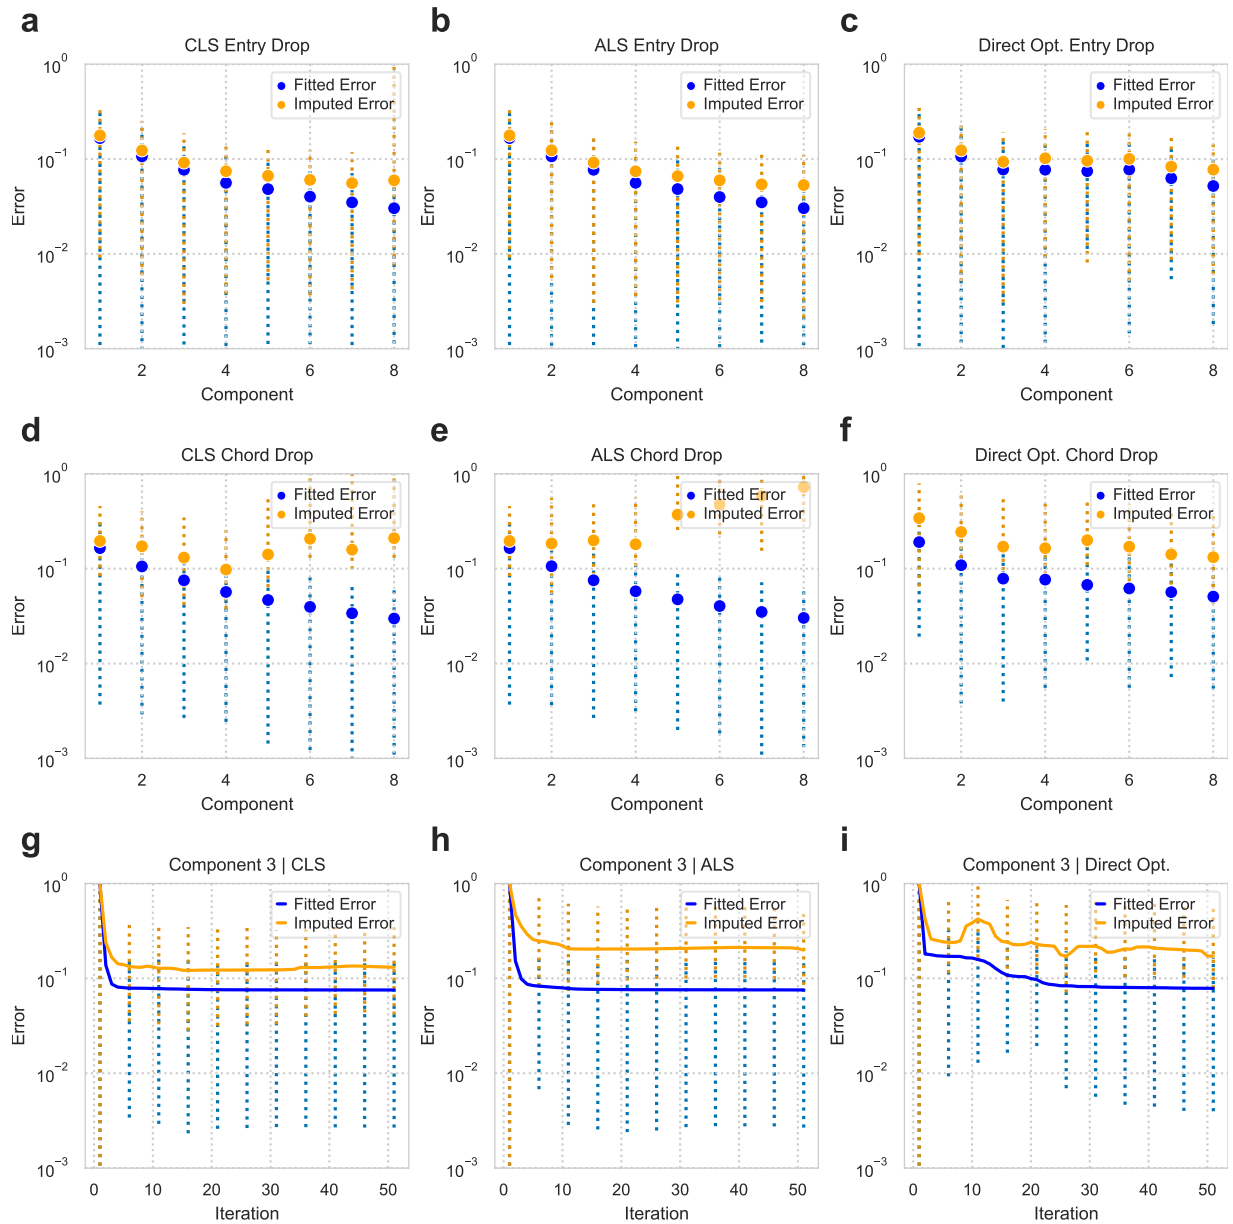 a
CLS Entry Drop
Fitted Error
Imputed Error
10^0
10^−1
10^−2
10^−3
Error
2 4 6 8
Component
b
ALS Entry Drop
Fitted Error
Imputed Error
10^0
10^−1
10^−2
10^−3
Error
2 4 6 8
Component
c
Direct Opt. Entry Drop
Fitted Error
Imputed Error
10^0
10^−1
10^−2
10^−3
Error
2 4 6 8
Component
d
CLS Chord Drop
Fitted Error
Imputed Error
10^0
10^−1
10^−2
10^−3
Error
2 4 6 8
Component
e
ALS Chord Drop
Fitted Error
Imputed Error
10^0
10^−1
10^−2
10^−3
Error
2 4 6 8
Component
f
Direct Opt. Chord Drop
Fitted Error
Imputed Error
10^0
10^−1
10^−2
10^−3
Error
2 4 6 8
Component
g
Component 3 | CLS
Fitted Error
Imputed Error
10^0
10^−1
10^−2
10^−3
Error
0 10 20 30 40 50
Iteration
h
Component 3 | ALS
Fitted Error
Imputed Error
10^0
10^−1
10^−2
10^−3
Error
0 10 20 30 40 50
Iteration
i
Component 3 | Direct Opt.
Fitted Error
Imputed Error
10^0
10^−1
10^−2
10^−3
Error
0 10 20 30 40 50
Iteration